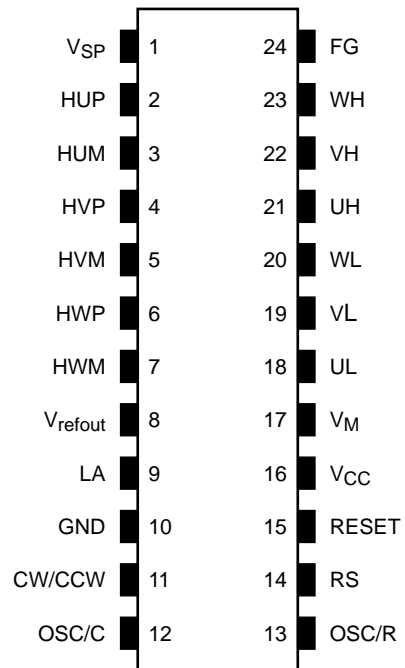 VSP 1 24 FG
HUP 2 23 WH
HUM 3 22 VH
HVP 4 21 UH
HVM 5 20 WL
HWP 6 19 VL
HWM 7 18 UL
Vrefout 8 17 VM
LA 9 16 VCC
GND 10 15 RESET
CW/CCW 11 14 RS
OSC/C 12 13 OSC/R